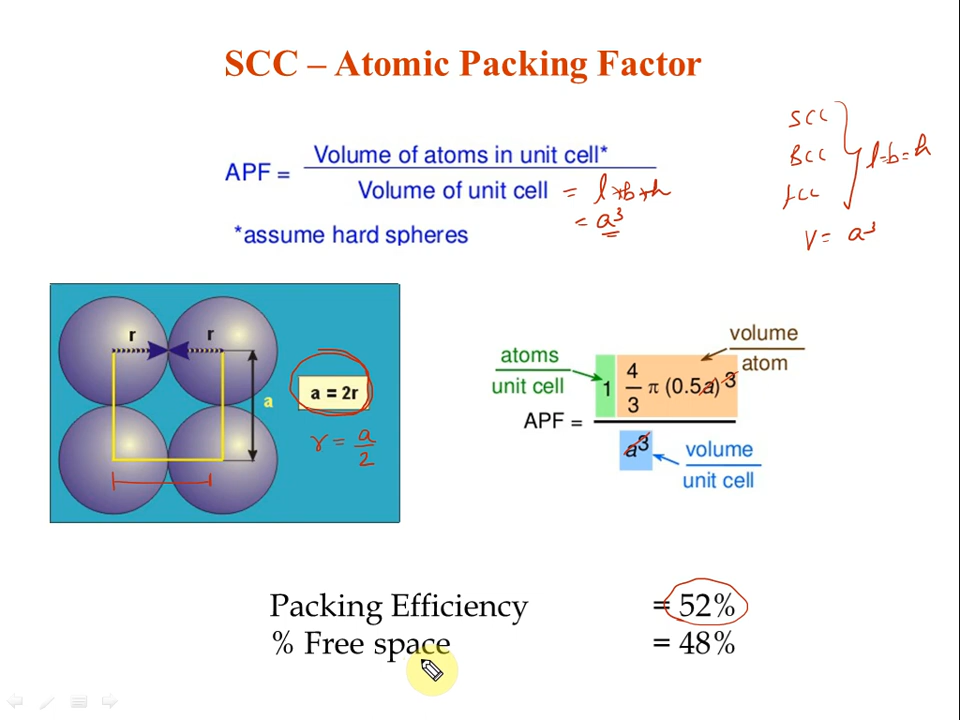 SCC – Atomic Packing Factor
SCC
BCC
FCC
l=b=h
V= a³
APF = Volume of atoms in unit cell*
Volume of unit cell = l*b*h
= a³
*assume hard spheres
r r
a
a = 2r
r = a
2
atoms
unit cell
volume
atom
APF = 1 4/3 π (0.5a) 3
a3
volume
unit cell
Packing Efficiency = 52%
% Free space = 48%